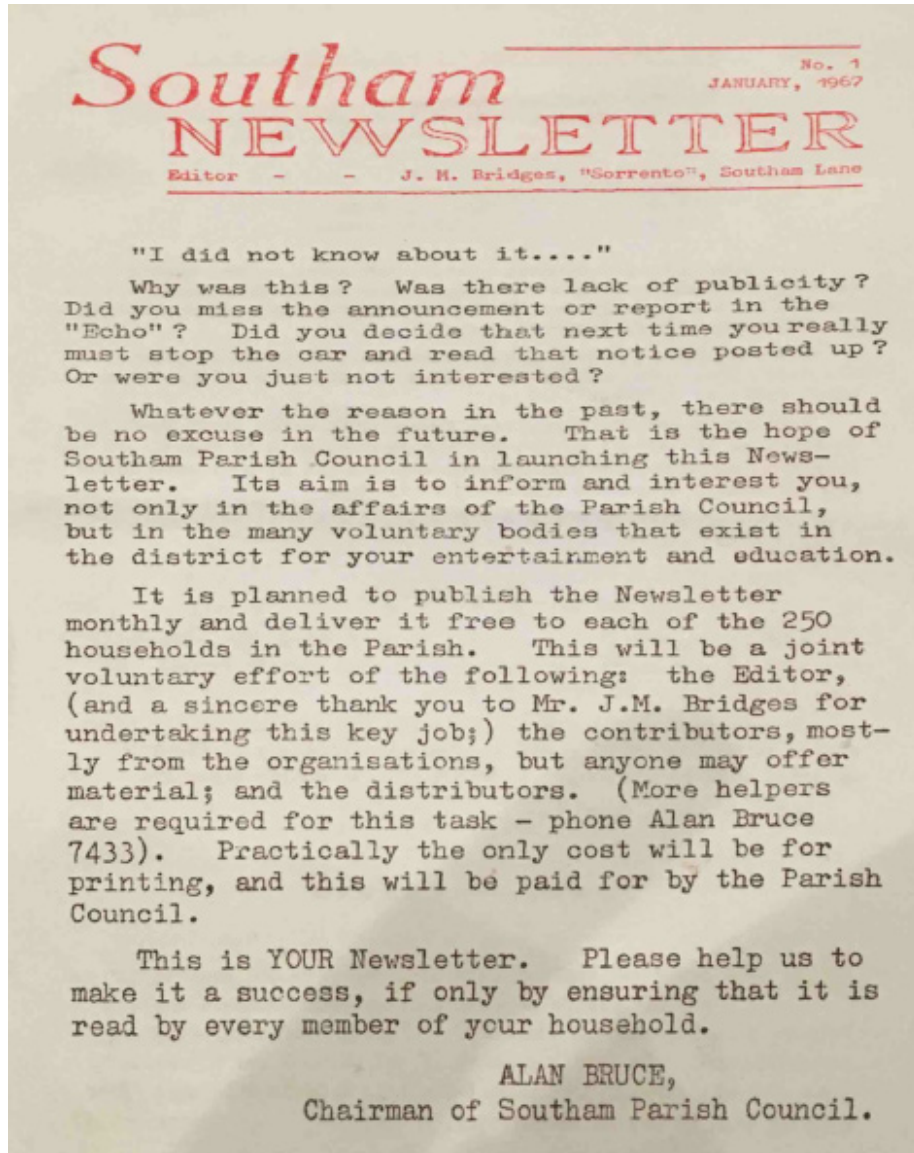 Southam
No. 1
JANUARY, 1967
NEWSLETTER
Editor - - J. M. Bridges, "Sorrento", Southam Lane
"I did not know about it...."
Why was this? Was there lack of publicity?
Did you miss the announcement or report in the
"Echo"? Did you decide that next time you really
must stop the car and read that notice posted up?
Or were you just not interested?
Whatever the reason in the past, there should
be no excuse in the future. That is the hope of
Southam Parish Council in launching this News-
letter. Its aim is to inform and interest you,
not only in the affairs of the Parish Council,
but in the many voluntary bodies that exist in
the district for your entertainment and education.
It is planned to publish the Newsletter
monthly and deliver it free to each of the 250
households in the Parish. This will be a joint
voluntary effort of the following: the Editor,
(and a sincere thank you to Mr. J.M. Bridges for
undertaking this key job;) the contributors, most-
ly from the organisations, but anyone may offer
material; and the distributors. (More helpers
are required for this task - phone Alan Bruce
7433). Practically the only cost will be for
printing, and this will be paid for by the Parish
Council.
This is YOUR Newsletter. Please help us to
make it a success, if only by ensuring that it is
read by every member of your household.
ALAN BRUCE,
Chairman of Southam Parish Council.